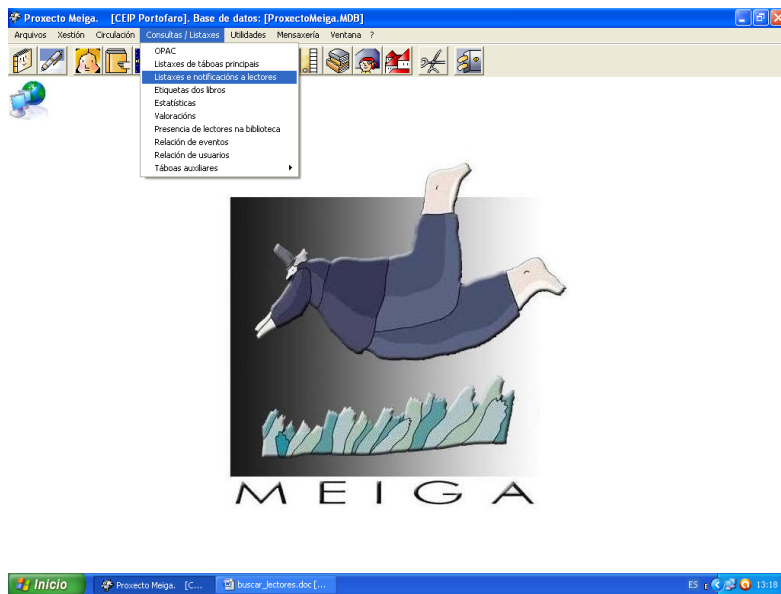 Proxecto Meiga. [CEIP Portofaro]. Base de datos: [ProxectoMeiga.MDB]
Arquivos Xestión Circulación Consultas / Listaxes Utilidades Mensaxería Ventana ?
OPAC
Listaxes de táboas principais
Listaxes e notificacións a lectores
Etiquetas dos libros
Estatísticas
Valoracións
Presencia de lectores na biblioteca
Relación de eventos
Relación de usuarios
Táboas auxiliares
MEIGA
Inicio Proxecto Meiga. [C... buscar_lectores.doc [... ES 13:18